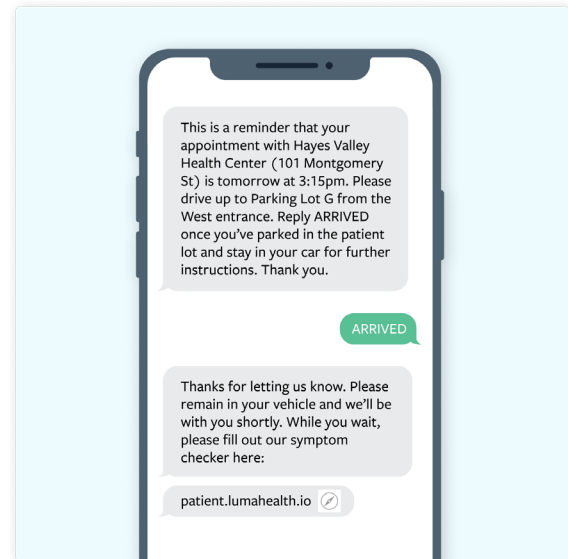 This is a reminder that your
appointment with Hayes Valley
Health Center (101 Montgomery
St) is tomorrow at 3:15pm. Please
drive up to Parking Lot G from the
West entrance. Reply ARRIVED
once you’ve parked in the patient
lot and stay in your car for further
instructions. Thank you.
ARRIVED
Thanks for letting us know. Please
remain in your vehicle and we’ll be
with you shortly. While you wait,
please fill out our symptom
checker here:
patient.lumahealth.io